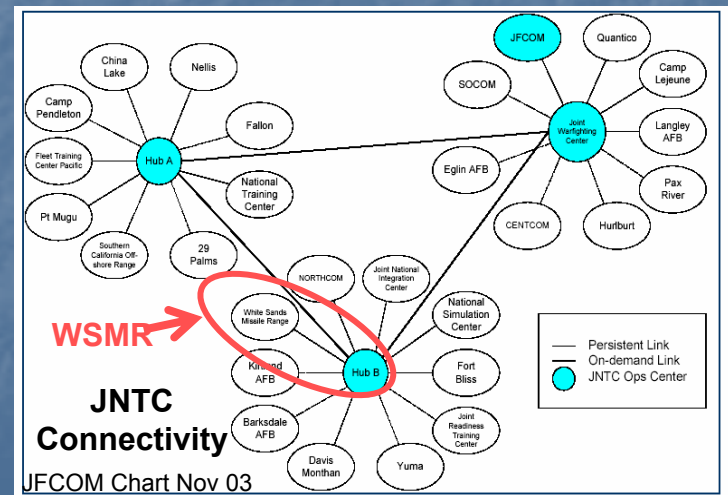 China
Lake
Nellis
Camp
Pendleton
Fallon
Fleet Training
Center Pacific
Hub A
National
Training
Center
Pt Mugu
Southern
California Off-
shore Range
29
Palms
JFCOM
Quantico
SOCOM
Camp
Lejeune
Joint
Warfighting
Center
Langley
AFB
Eglin AFB
Pax
River
CENTCOM
Hurlburt
NORTHCOM
Joint National
Integration
Center
White Sands
Missile Range
National
Simulation
Center
WSMR
Kirtland
AFB
Hub B
Fort
Bliss
Barksdale
AFB
Joint
Readiness
Training
Center
Davis
Monthan
Yuma
Persistent Link
On-demand Link
JNTC Ops Center
JNTC
Connectivity
JFCOM Chart Nov 03